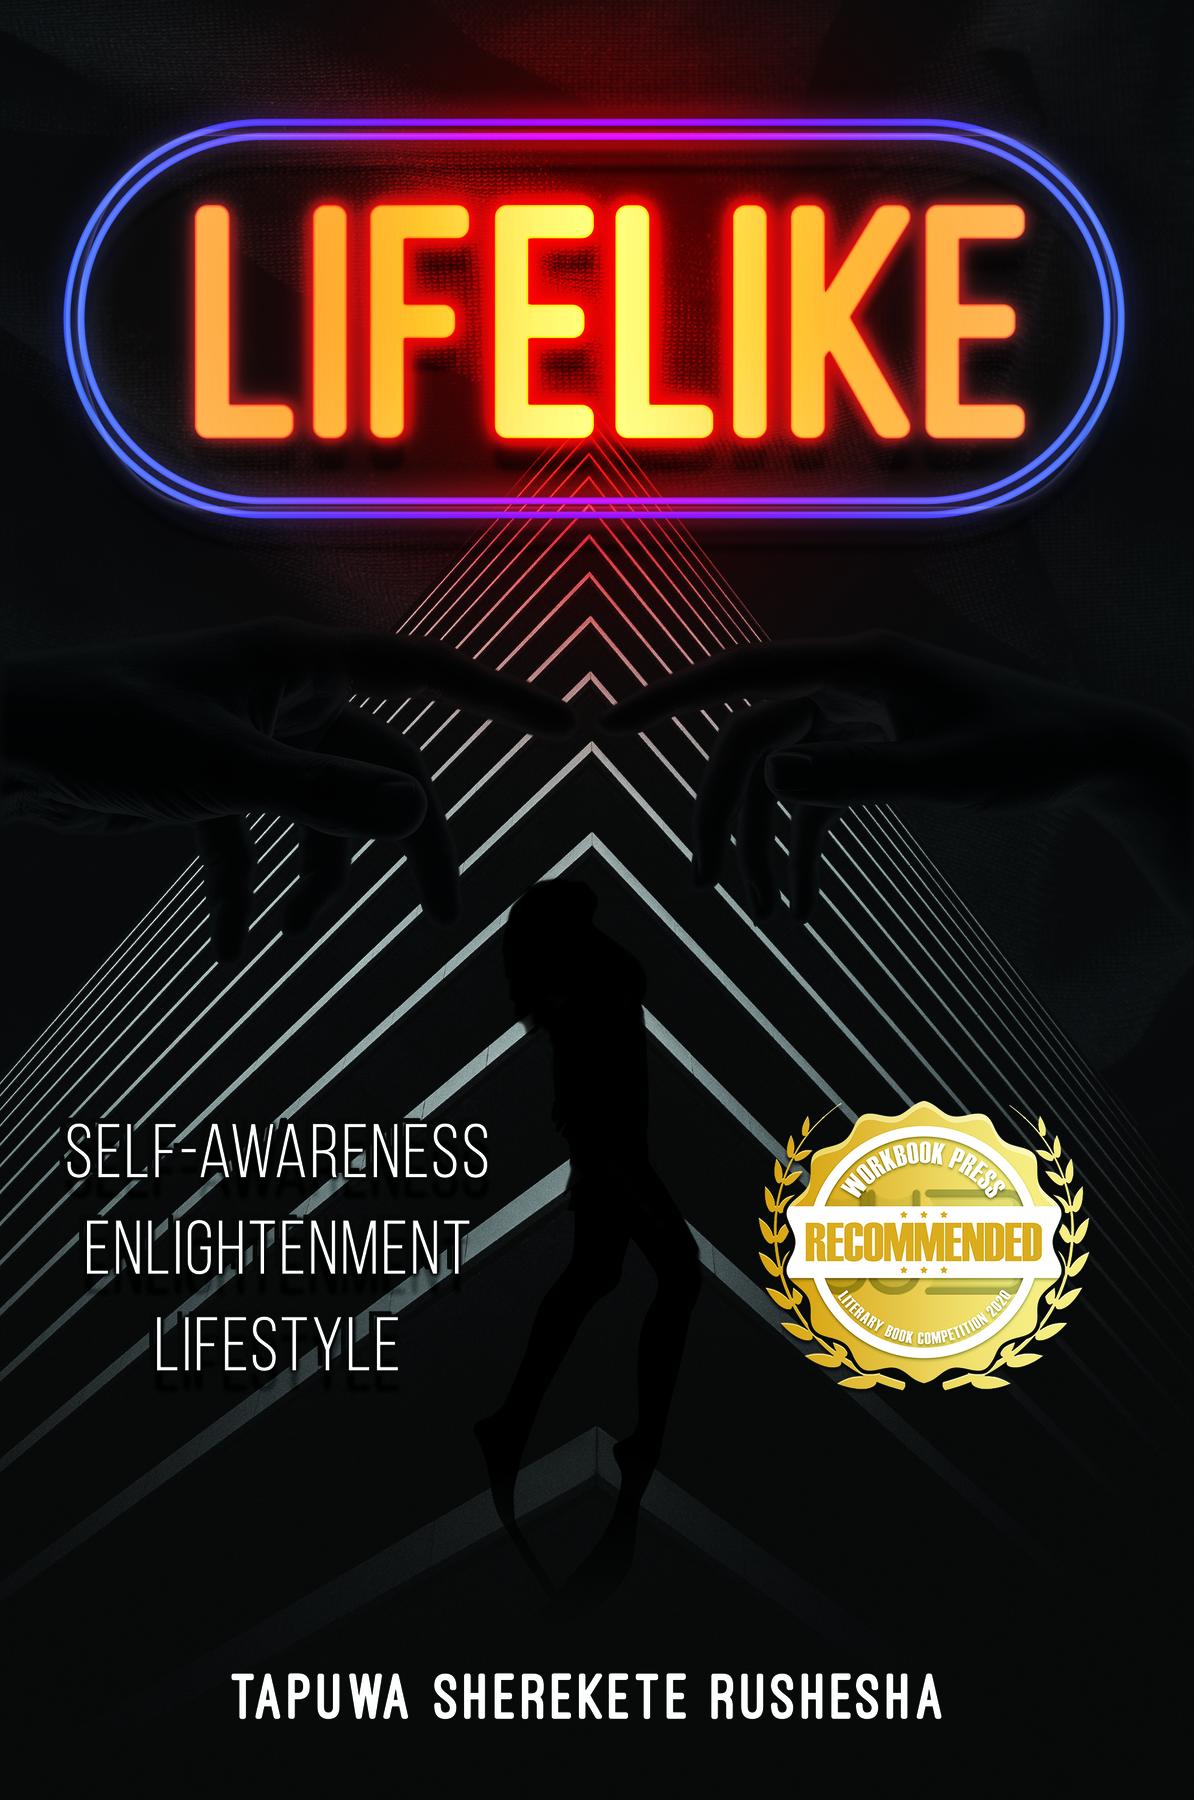 LIFELIKE
SELF-AWARENESS
ENLIGHTENMENT
LIFESTYLE
WORKBOOK PRESS
RECOMMENDED
LITERARY BOOK COMPETITION 2020
TAPUWA SHEREKETE RUSHESHA